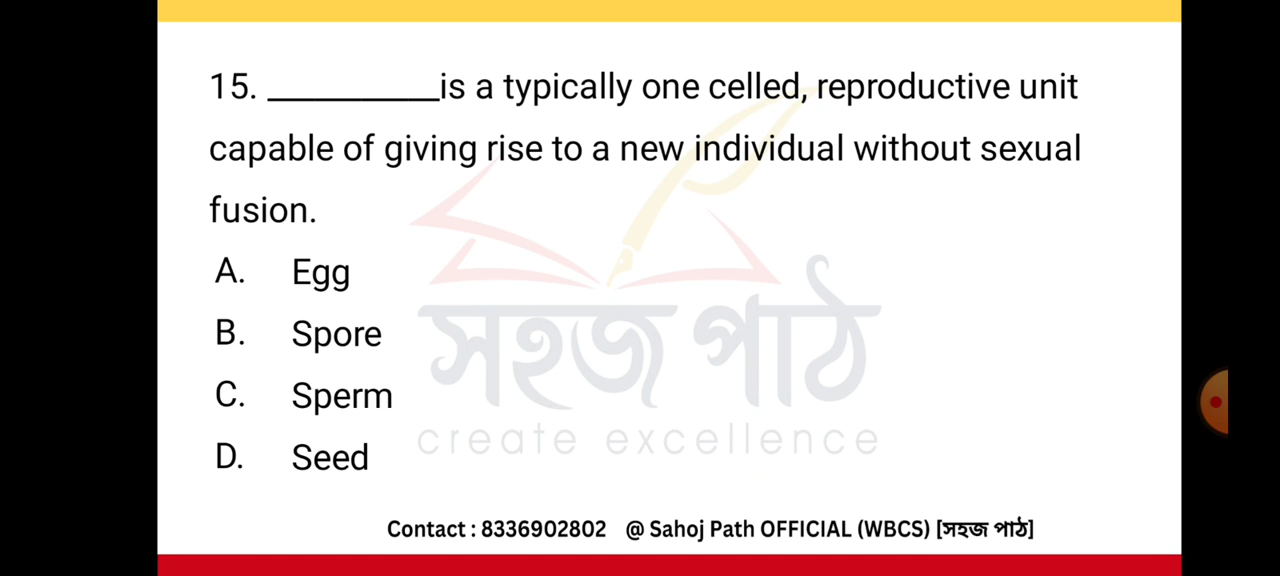 15. __________is a typically one celled, reproductive unit
capable of giving rise to a new individual without sexual
fusion.
A. Egg
B. Spore
C. Sperm
D. Seed
সহজ পাঠ
create excellence
Contact : 8336902802 @ Sahoj Path OFFICIAL (WBCS) [সহজ পাঠ]